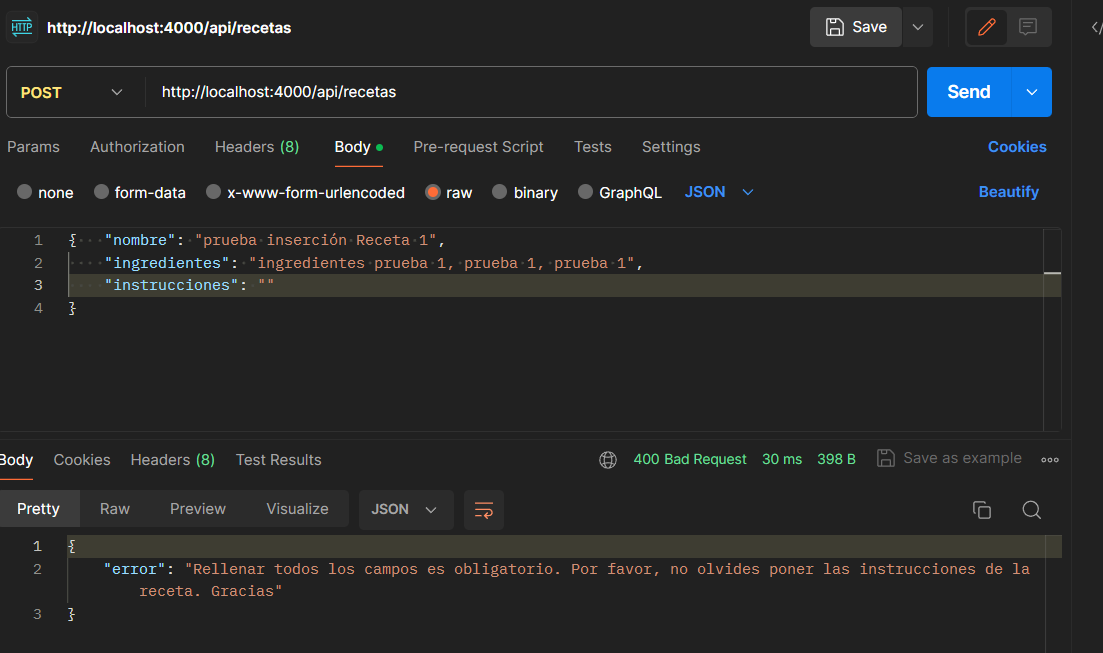 HTTP http://localhost:4000/api/recetas Save
POST http://localhost:4000/api/recetas Send
Params Authorization Headers (8) Body Pre-request Script Tests Settings Cookies
none form-data x-www-form-urlencoded raw binary GraphQL JSON Beautify
1 { "nombre": "prueba inserción Receta 1",
2 "ingredientes": "ingredientes prueba 1, prueba 1, prueba 1",
3 "instrucciones": ""
4 }
Body Cookies Headers (8) Test Results 400 Bad Request 30 ms 398 B Save as example
Pretty Raw Preview Visualize JSON
1 {
2 "error": "Rellenar todos los campos es obligatorio. Por favor, no olvides poner las instrucciones de la
receta. Gracias"
3 }